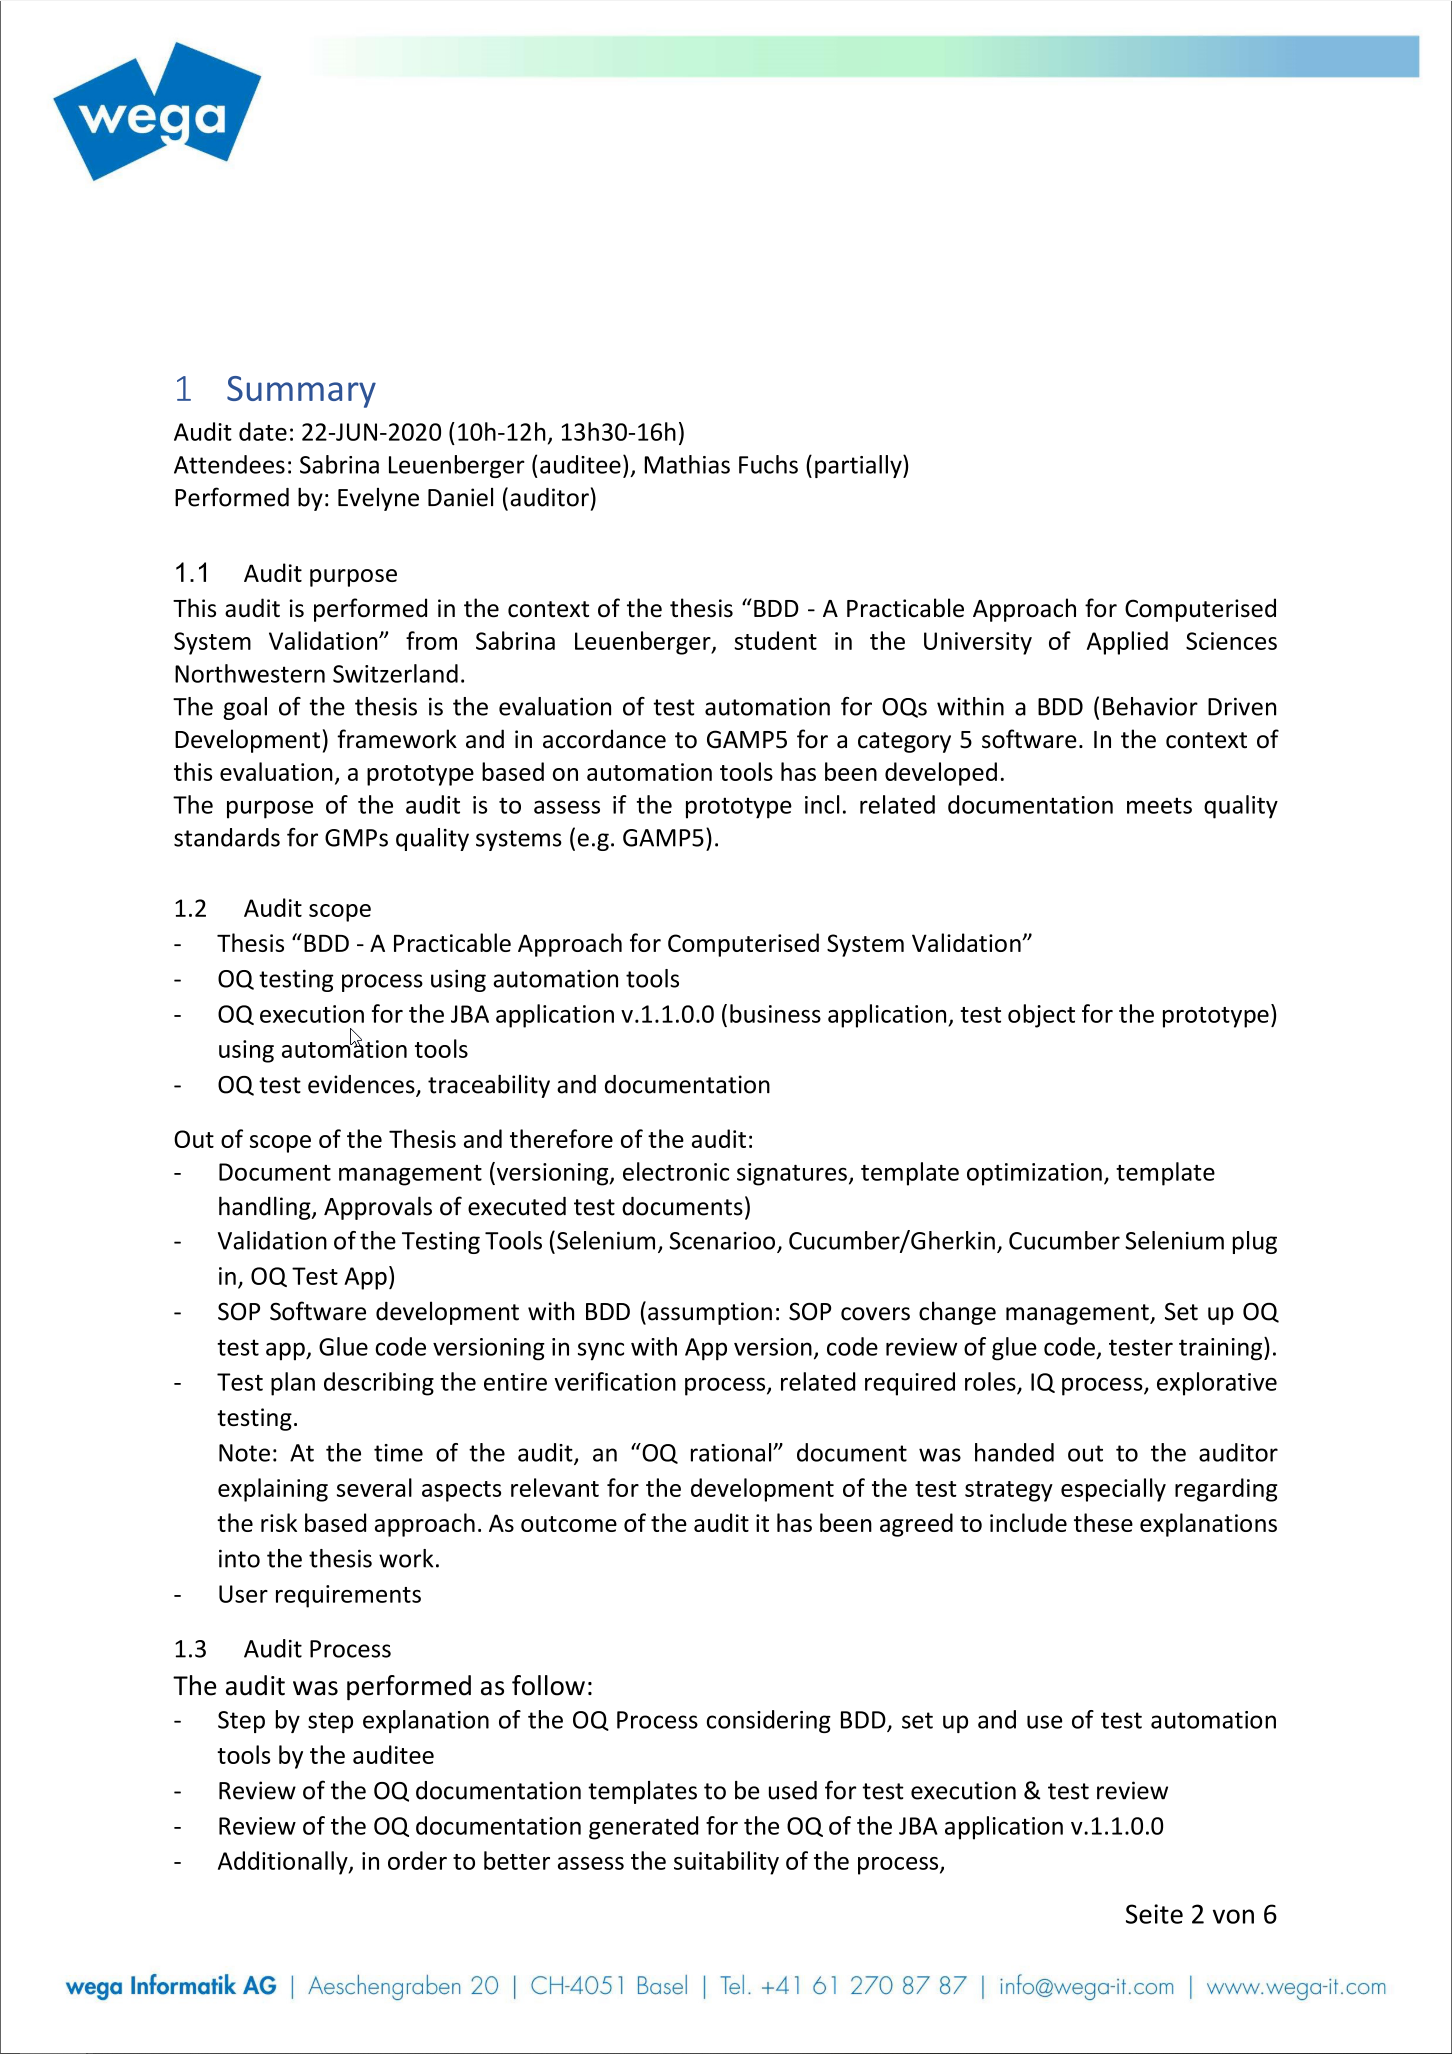 wega
1 Summary
Audit date: 22-JUN-2020 (10h-12h, 13h30-16h)
Attendees: Sabrina Leuenberger (auditee), Mathias Fuchs (partially)
Performed by: Evelyne Daniel (auditor)
1.1 Audit purpose
This audit is performed in the context of the thesis “BDD - A Practicable Approach for Computerised
System Validation” from Sabrina Leuenberger, student in the University of Applied Sciences
Northwestern Switzerland.
The goal of the thesis is the evaluation of test automation for OQs within a BDD (Behavior Driven
Development) framework and in accordance to GAMP5 for a category 5 software. In the context of
this evaluation, a prototype based on automation tools has been developed.
The purpose of the audit is to assess if the prototype incl. related documentation meets quality
standards for GMPs quality systems (e.g. GAMP5).
1.2 Audit scope
- Thesis “BDD - A Practicable Approach for Computerised System Validation”
- OQ testing process using automation tools
- OQ execution for the JBA application v.1.1.0.0 (business application, test object for the prototype)
using automation tools
- OQ test evidences, traceability and documentation
Out of scope of the Thesis and therefore of the audit:
- Document management (versioning, electronic signatures, template optimization, template
handling, Approvals of executed test documents)
- Validation of the Testing Tools (Selenium, Scenarioo, Cucumber/Gherkin, Cucumber Selenium plug
in, OQ Test App)
- SOP Software development with BDD (assumption: SOP covers change management, Set up OQ
test app, Glue code versioning in sync with App version, code review of glue code, tester training).
- Test plan describing the entire verification process, related required roles, IQ process, explorative
testing.
Note: At the time of the audit, an “OQ rational” document was handed out to the auditor
explaining several aspects relevant for the development of the test strategy especially regarding
the risk based approach. As outcome of the audit it has been agreed to include these explanations
into the thesis work.
- User requirements
1.3 Audit Process
The audit was performed as follow:
- Step by step explanation of the OQ Process considering BDD, set up and use of test automation
tools by the auditee
- Review of the OQ documentation templates to be used for test execution & test review
- Review of the OQ documentation generated for the OQ of the JBA application v.1.1.0.0
- Additionally, in order to better assess the suitability of the process,
Seite 2 von 6
wega Informatik AG | Aeschengraben 20 | CH-4051 Basel | Tel. +41 61 270 87 87 | info@wega-it.com | www.wega-it.com